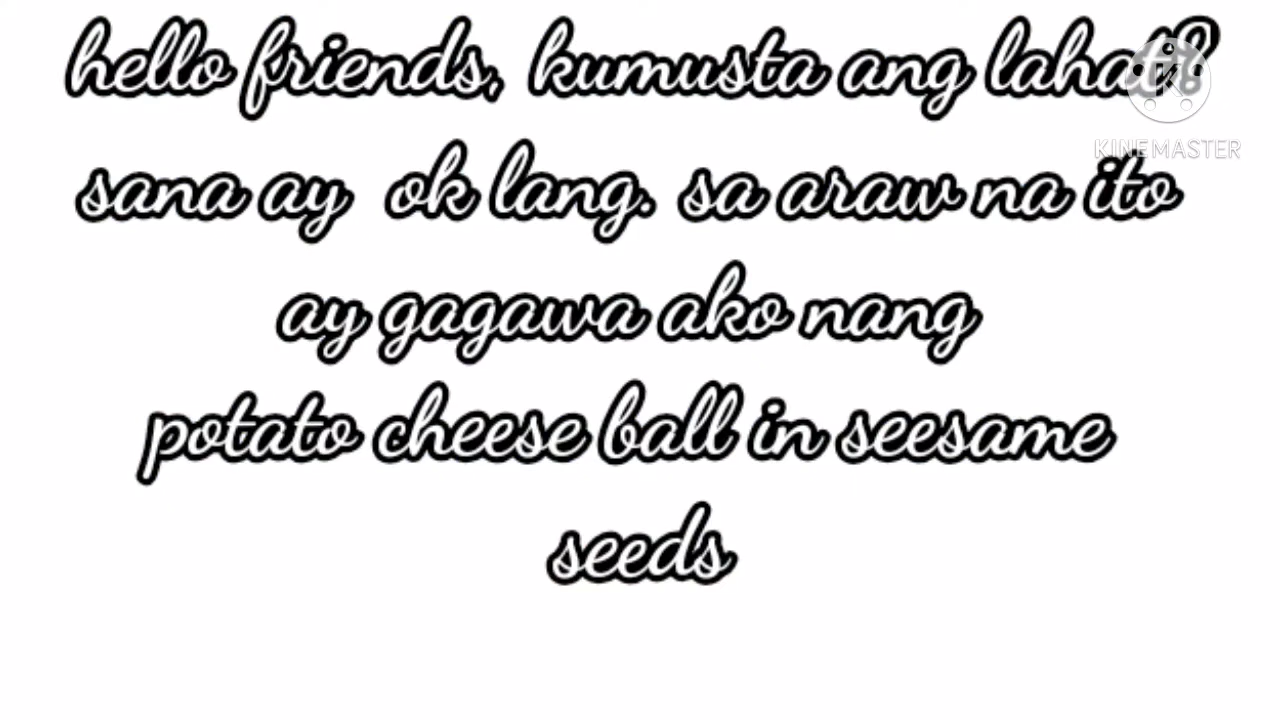 hello friends, kumusta ang lahat?
KINEMASTER
sana ay ok lang. sa araw na ito
ay gagawa ako nang
potato cheese ball in seesame
seeds